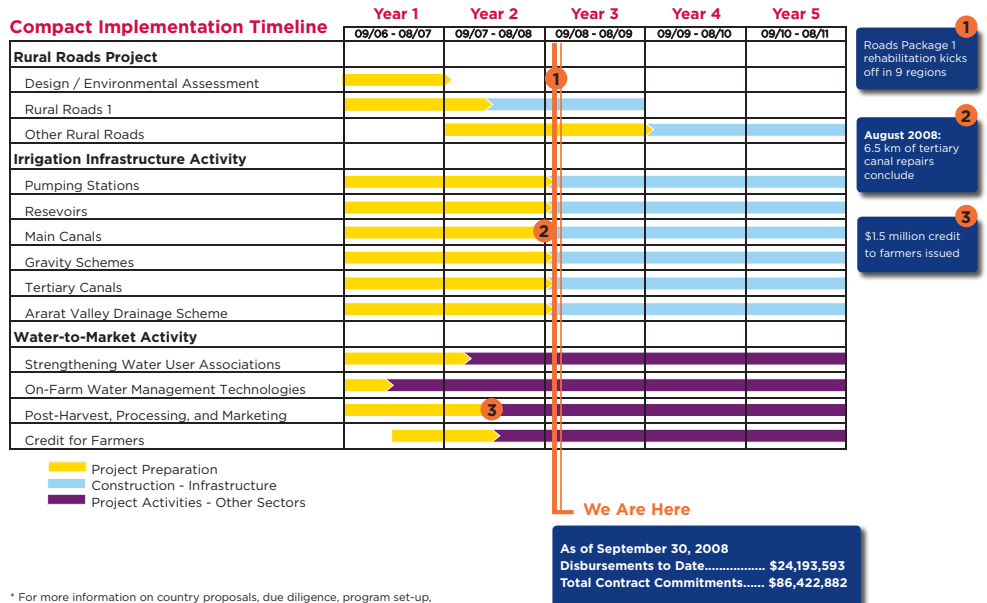 Compact Implementation Timeline
Year 1 Year 2 Year 3 Year 4 Year 5
09/06 - 08/07 09/07 - 08/08 09/08 - 08/09 09/09 - 08/10 09/10 - 08/11
Rural Roads Project
Design / Environmental Assessment
1
Rural Roads 1
Other Rural Roads
Irrigation Infrastructure Activity
Pumping Stations
Resevoirs
Main Canals
2
Gravity Schemes
Tertiary Canals
Ararat Valley Drainage Scheme
Water-to-Market Activity
Strengthening Water User Associations
On-Farm Water Management Technologies
Post-Harvest, Processing, and Marketing
3
Credit for Farmers
Project Preparation
Construction - Infrastructure
Project Activities - Other Sectors
We Are Here
1
Roads Package 1
rehabilitation kicks
off in 9 regions
2
August 2008:
6.5 km of tertiary
canal repairs
conclude
3
$1.5 million credit
to farmers issued
As of September 30, 2008
Disbursements to Date................. $24,193,593
Total Contract Commitments...... $86,422,882
* For more information on country proposals, due diligence, program set-up,